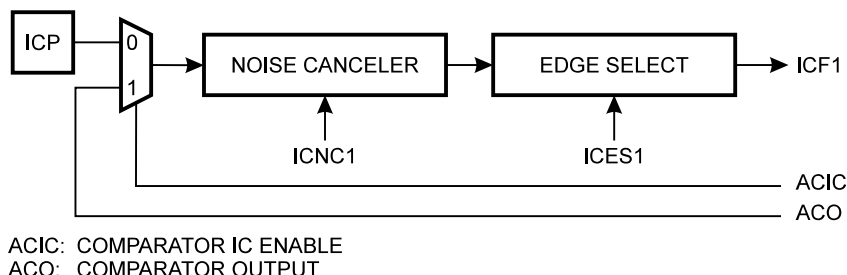 ICP
0
1
NOISE CANCELER
EDGE SELECT
ICF1
ICNC1
ICES1
ACIC
ACO
ACIC: COMPARATOR IC ENABLE
ACO: COMPARATOR OUTPUT